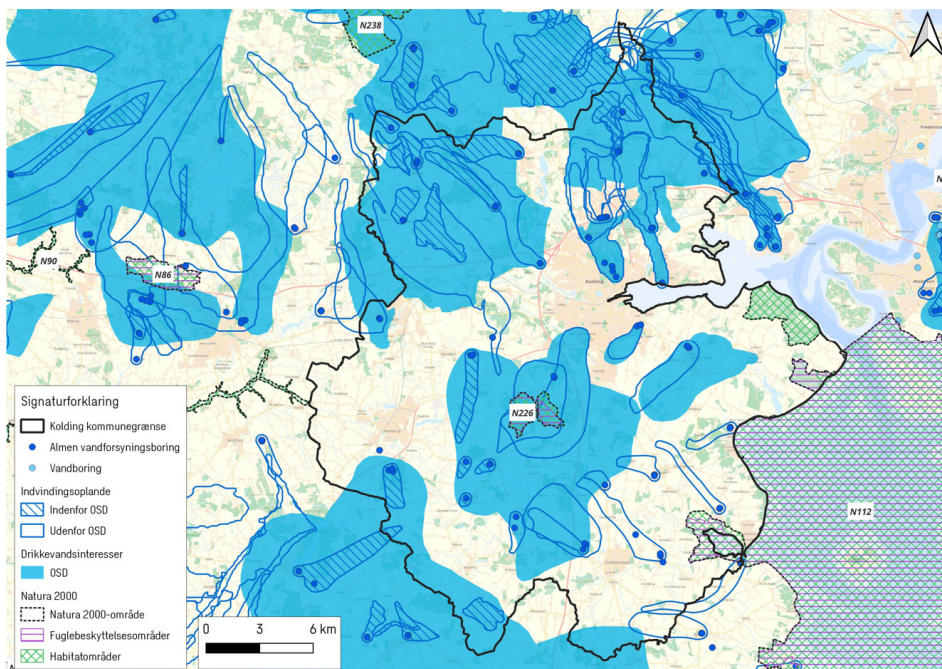 N238
Fredericia
N90
N86
Kolding
N226
N112
Signaturforklaring
Kolding kommunegrænse
Almen vandforsyningsboring
Vandboring
Indvindingsoplande
Indenfor OSD
Udenfor OSD
Drikkevandsinteresser
OSD
Natura 2000
Natura 2000-område
Fuglebeskyttelsesområder
Habitatområder
0 3 6 km